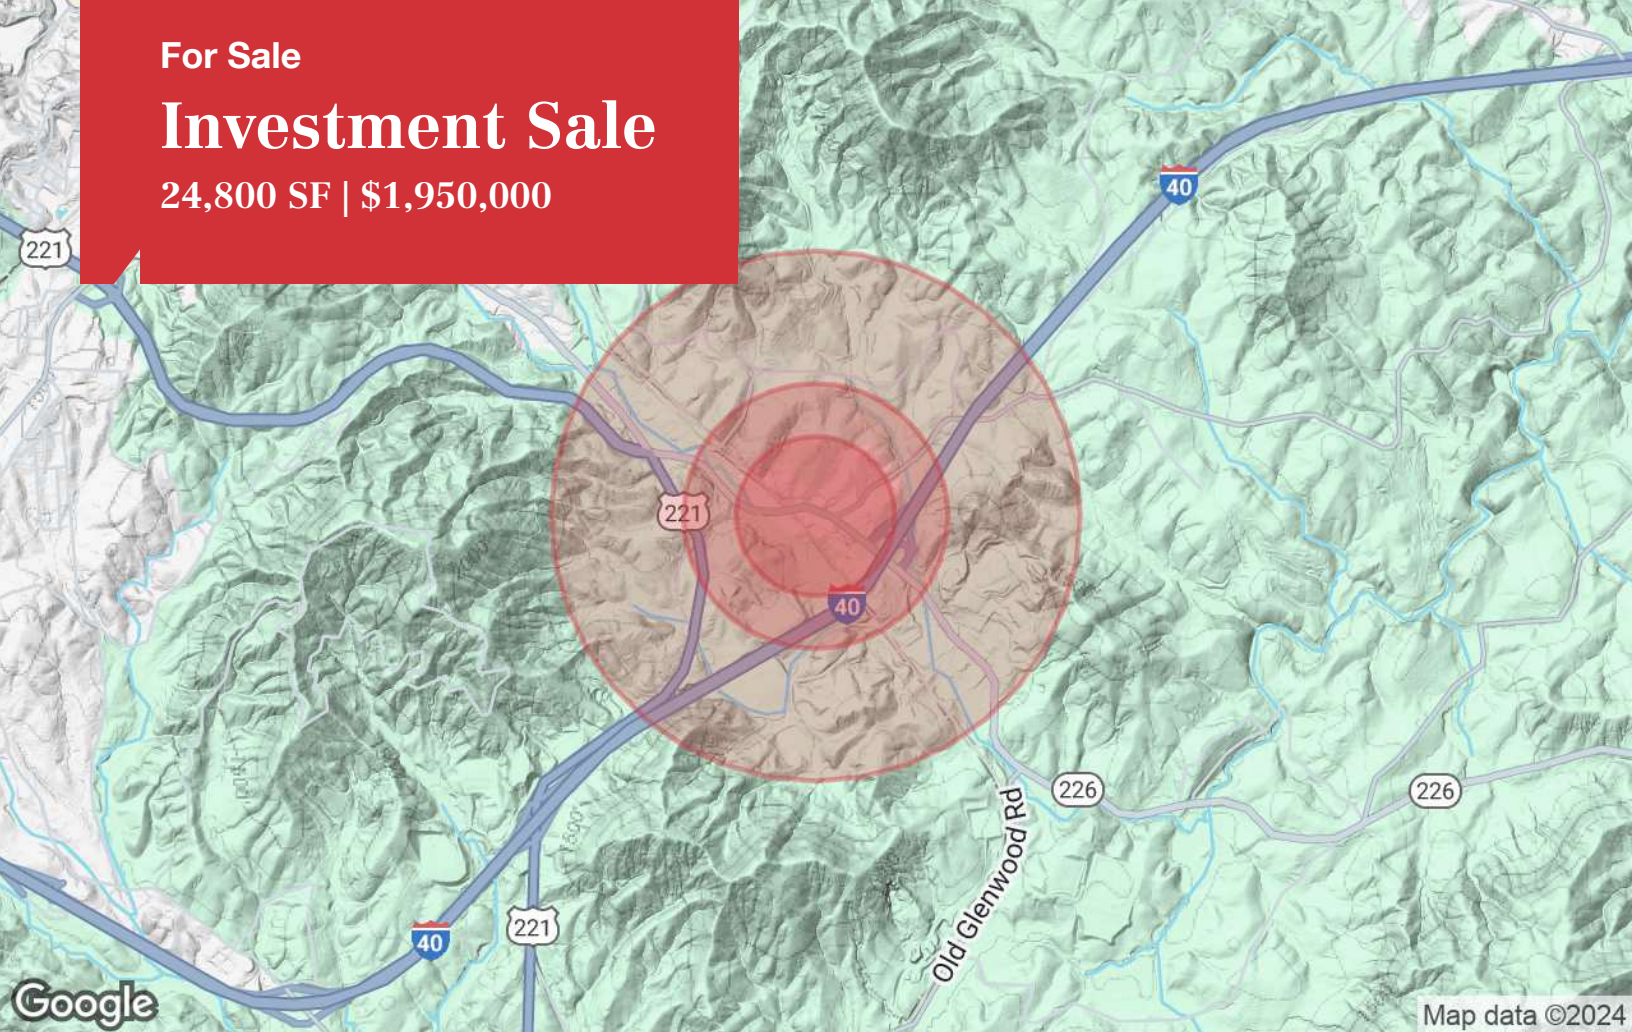 For Sale
Investment Sale
24,800 SF | $1,950,000
40
221
221
40
226
226
Old Glenwood Rd
221
40
Google
Map data ©2024